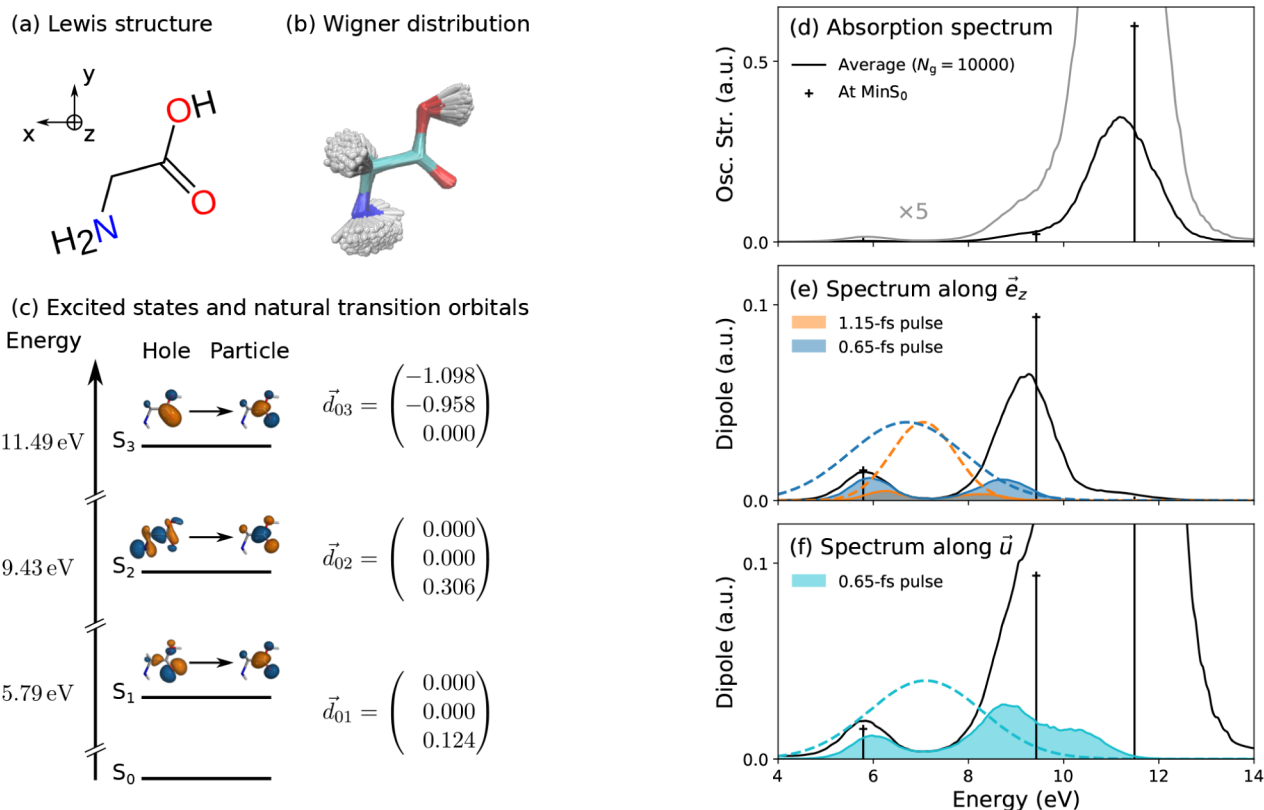 (a) Lewis structure
y
x
z
OH
O
H2N
(b) Wigner distribution
(c) Excited states and natural transition orbitals
Energy
Hole Particle
11.49 eV
S3
d⃗03 = (−1.098
−0.958
0.000)
9.43 eV
S2
d⃗02 = (0.000
0.000
0.306)
5.79 eV
S1
d⃗01 = (0.000
0.000
0.124)
S0
(d) Absorption spectrum
Average (Ng = 10000)
At MinS0
×5
Osc. Str. (a.u.)
0.5
0.0
(e) Spectrum along e⃗z
1.15-fs pulse
0.65-fs pulse
Dipole (a.u.)
0.1
0.0
(f) Spectrum along u⃗
0.65-fs pulse
Dipole (a.u.)
0.1
0.0
4 6 8 10 12 14
Energy (eV)